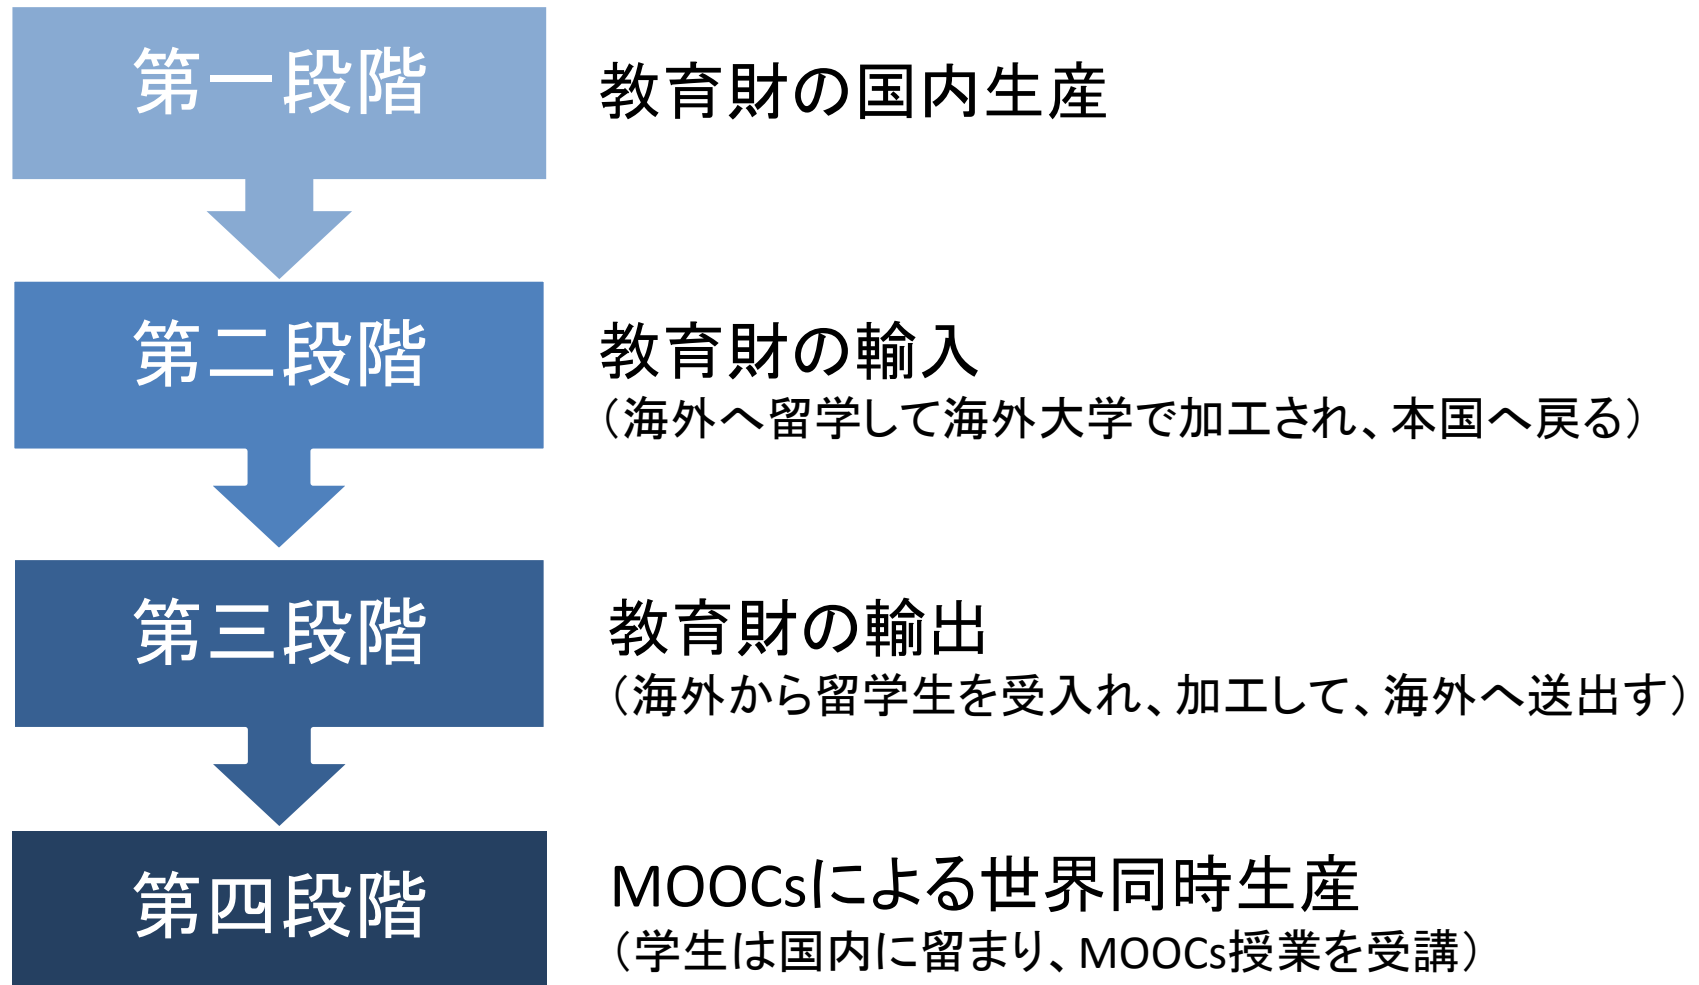 第一段階
教育財の国内生産
第二段階
教育財の輸入
（海外へ留学して海外大学で加工され、本国へ戻る）
第三段階
教育財の輸出
（海外から留学生を受入れ、加工して、海外へ送出す）
第四段階
MOOCsによる世界同時生産
（学生は国内に留まり、MOOCs授業を受講）